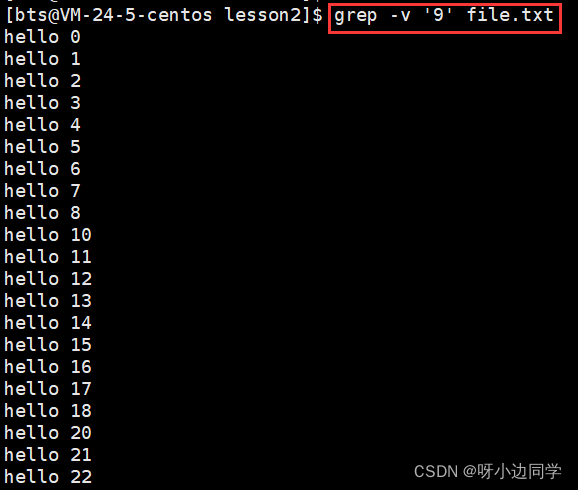 [bts@VM-24-5-centos lesson2]$ grep -v '9' file.txt
hello 0
hello 1
hello 2
hello 3
hello 4
hello 5
hello 6
hello 7
hello 8
hello 10
hello 11
hello 12
hello 13
hello 14
hello 15
hello 16
hello 17
hello 18
hello 20
hello 21
hello 22
CSDN @呀小边同学